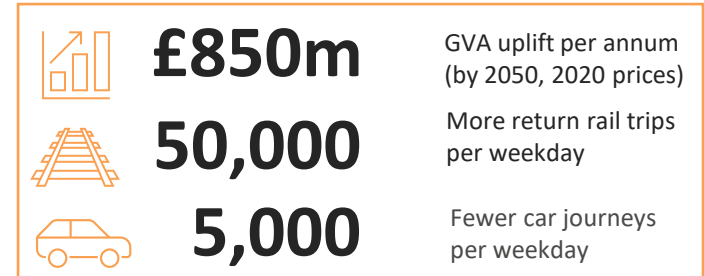 £850m
GVA uplift per annum
(by 2050, 2020 prices)
50,000
More return rail trips
per weekday
5,000
Fewer car journeys
per weekday